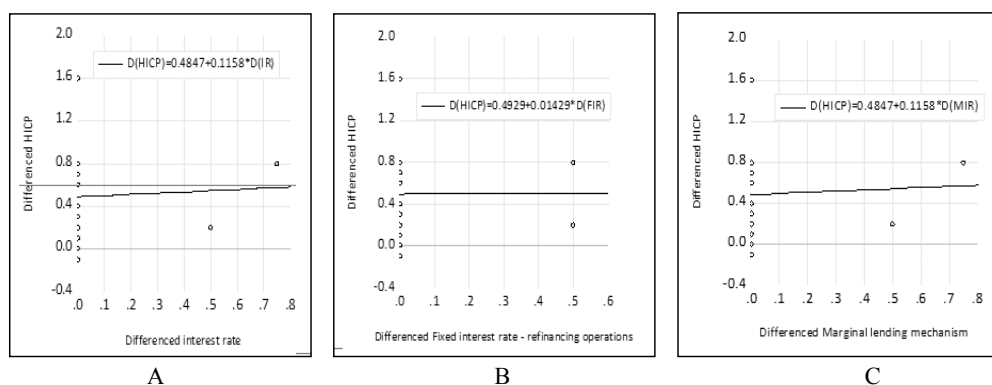 2.0
1.6
1.2
0.8
0.4
0.0
-0.4
Differenced HICP
D(HICP)=0.4847+0.1158*D(IR)
.0 .1 .2 .3 .4 .5 .6 .7 .8
Differenced interest rate
A
2.0
1.6
1.2
0.8
0.4
0.0
-0.4
Differenced HICP
D(HICP)=0.4929+0.01429*D(FIR)
.0 .1 .2 .3 .4 .5 .6
Differenced Fixed interest rate - refinancing operations
B
2.0
1.6
1.2
0.8
0.4
0.0
-0.4
Differenced HICP
D(HICP)=0.4847+0.1158*D(MIR)
.0 .1 .2 .3 .4 .5 .6 .7 .8
Differenced Marginal lending mechanism
C